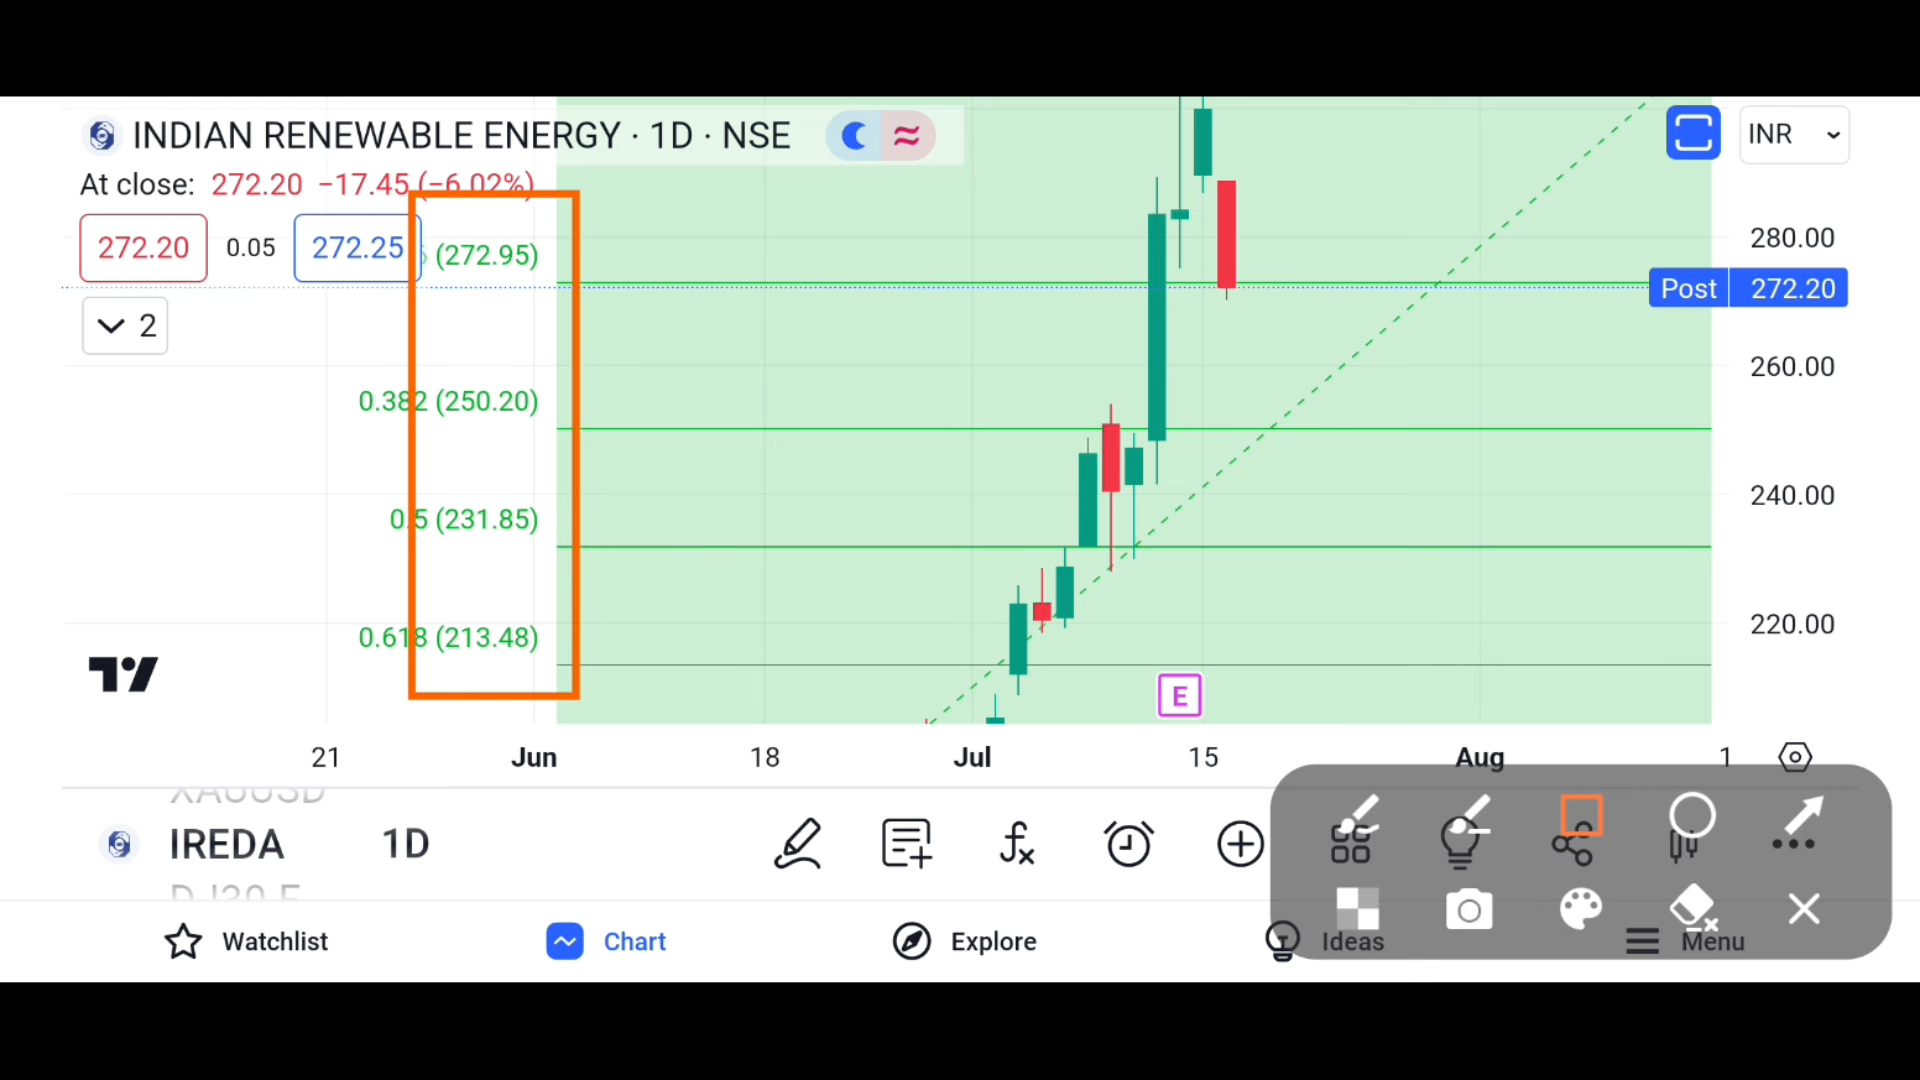 INDIAN RENEWABLE ENERGY · 1D · NSE
INR
At close: 272.20 −17.45 (−6.02%)
272.20 0.05 272.25
(272.95)
280.00
Post 272.20
2
260.00
0.382 (250.20)
240.00
0.5 (231.85)
220.00
0.618 (213.48)
E
21 Jun 18 Jul 15 Aug 1
XAUUSD
IREDA 1D
Watchlist Chart Explore Ideas Menu